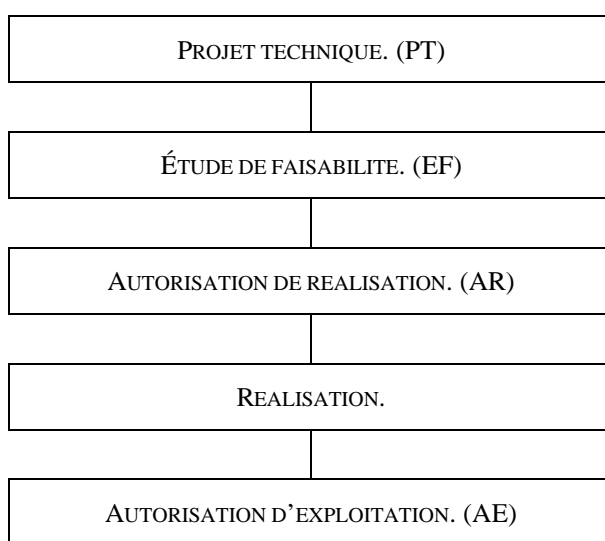 PROJET TECHNIQUE. (PT)
ÉTUDE DE FAISABILITE. (EF)
AUTORISATION DE REALISATION. (AR)
REALISATION.
AUTORISATION D’EXPLOITATION. (AE)